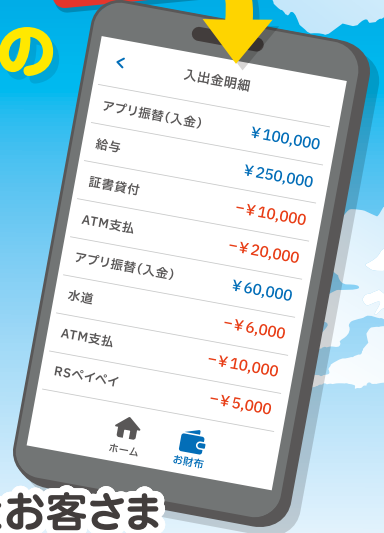 の
入出金明細
アプリ振替(入金)
¥100,000
給与
¥250,000
証書貸付
-¥10,000
ATM支払
-¥20,000
アプリ振替(入金)
¥60,000
水道
-¥6,000
ATM支払
-¥10,000
RSペイペイ
-¥5,000
ホーム
お財布
とお客さま